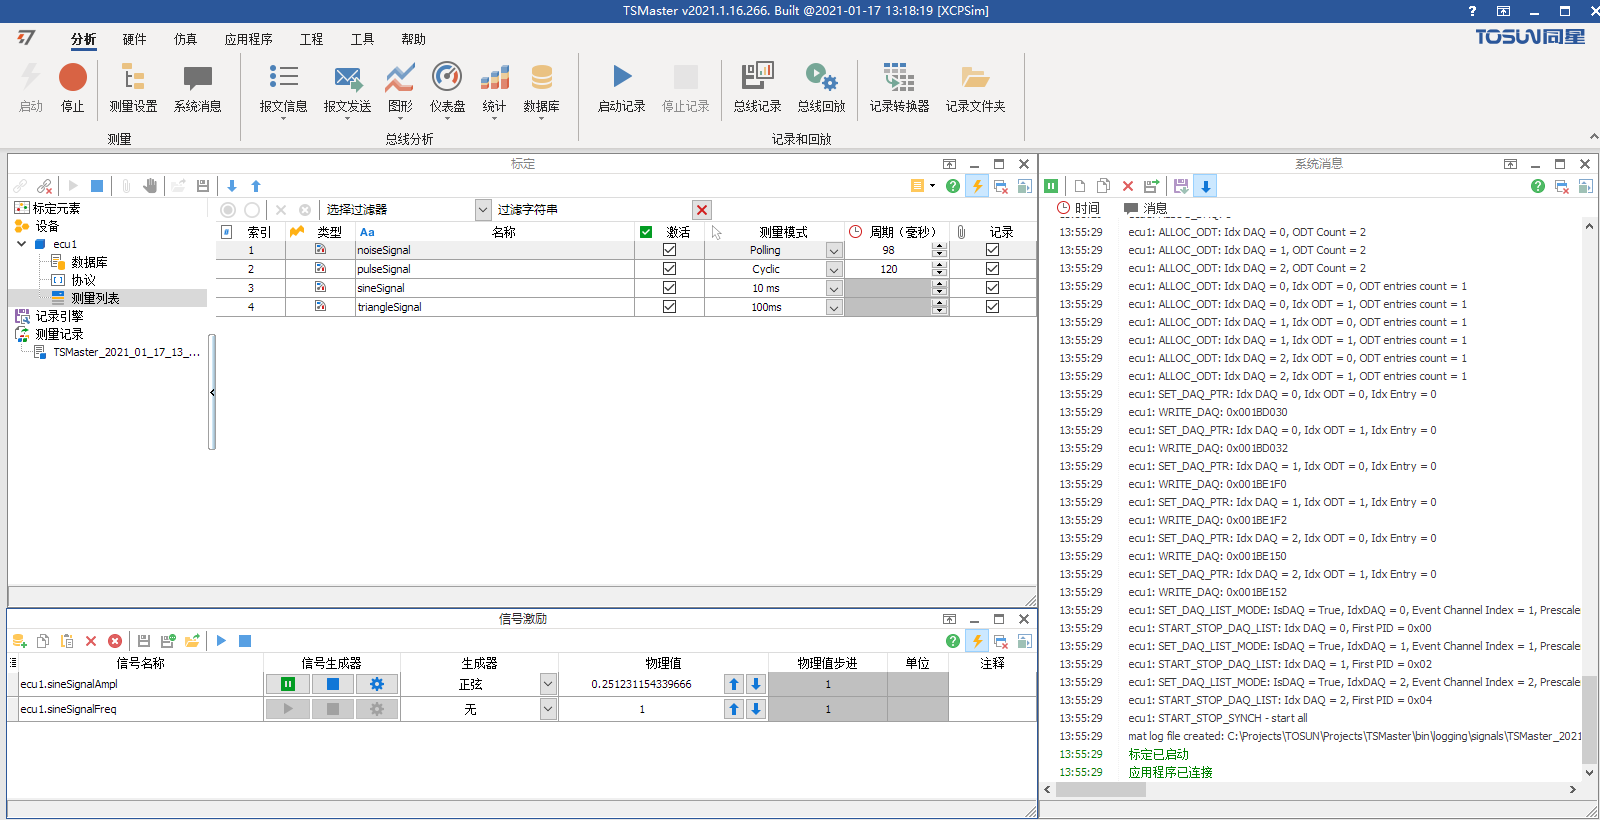 TSMaster v2021.1.16.266. Built @2021-01-17 13:18:19 [XCPSim]
分析 硬件 仿真 应用程序 工程 工具 帮助
TOSUN同星
启动 停止 测量设置 系统消息 报文信息 报文发送 图形 仪表盘 统计 数据库 启动记录 停止记录 总线记录 总线回放 记录转换器 记录文件夹
测量 总线分析 记录和回放
标定
标定元素
设备
ecu1
数据库
协议
测量列表
记录引擎
测量记录
TSMaster_2021_01_17_13_...
选择过滤器 过滤字符串
# 索引 类型 Aa 名称 激活 测量模式 周期（毫秒） 记录
1 noiseSignal Polling 98
2 pulseSignal Cyclic 120
3 sineSignal 10 ms
4 triangleSignal 100ms
信号激励
信号名称 信号生成器 生成器 物理值 物理值步进 单位 注释
ecu1.sineSignalAmpl 正弦 0.251231154339666 1
ecu1.sineSignalFreq 无 1 1
系统消息
时间 消息
13:55:29 ecu1: ALLOC_ODT: Idx DAQ = 0, ODT Count = 2
13:55:29 ecu1: ALLOC_ODT: Idx DAQ = 1, ODT Count = 2
13:55:29 ecu1: ALLOC_ODT: Idx DAQ = 2, ODT Count = 2
13:55:29 ecu1: ALLOC_ODT: Idx DAQ = 0, Idx ODT = 0, ODT entries count = 1
13:55:29 ecu1: ALLOC_ODT: Idx DAQ = 0, Idx ODT = 1, ODT entries count = 1
13:55:29 ecu1: ALLOC_ODT: Idx DAQ = 1, Idx ODT = 0, ODT entries count = 1
13:55:29 ecu1: ALLOC_ODT: Idx DAQ = 1, Idx ODT = 1, ODT entries count = 1
13:55:29 ecu1: ALLOC_ODT: Idx DAQ = 2, Idx ODT = 0, ODT entries count = 1
13:55:29 ecu1: ALLOC_ODT: Idx DAQ = 2, Idx ODT = 1, ODT entries count = 1
13:55:29 ecu1: SET_DAQ_PTR: Idx DAQ = 0, Idx ODT = 0, Idx Entry = 0
13:55:29 ecu1: WRITE_DAQ: 0x001BD030
13:55:29 ecu1: SET_DAQ_PTR: Idx DAQ = 0, Idx ODT = 1, Idx Entry = 0
13:55:29 ecu1: WRITE_DAQ: 0x001BD032
13:55:29 ecu1: SET_DAQ_PTR: Idx DAQ = 1, Idx ODT = 0, Idx Entry = 0
13:55:29 ecu1: WRITE_DAQ: 0x001BE1F0
13:55:29 ecu1: SET_DAQ_PTR: Idx DAQ = 1, Idx ODT = 1, Idx Entry = 0
13:55:29 ecu1: WRITE_DAQ: 0x001BE1F2
13:55:29 ecu1: SET_DAQ_PTR: Idx DAQ = 2, Idx ODT = 0, Idx Entry = 0
13:55:29 ecu1: WRITE_DAQ: 0x001BE150
13:55:29 ecu1: SET_DAQ_PTR: Idx DAQ = 2, Idx ODT = 1, Idx Entry = 0
13:55:29 ecu1: WRITE_DAQ: 0x001BE152
13:55:29 ecu1: SET_DAQ_LIST_MODE: IsDAQ = True, IdxDAQ = 0, Event Channel Index = 1, Prescale
13:55:29 ecu1: START_STOP_DAQ_LIST: Idx DAQ = 0, First PID = 0x00
13:55:29 ecu1: SET_DAQ_LIST_MODE: IsDAQ = True, IdxDAQ = 1, Event Channel Index = 1, Prescale
13:55:29 ecu1: START_STOP_DAQ_LIST: Idx DAQ = 1, First PID = 0x02
13:55:29 ecu1: SET_DAQ_LIST_MODE: IsDAQ = True, IdxDAQ = 2, Event Channel Index = 2, Prescale
13:55:29 ecu1: START_STOP_DAQ_LIST: Idx DAQ = 2, First PID = 0x04
13:55:29 ecu1: START_STOP_SYNCH - start all
13:55:29 mat log file created: C:\Projects\TOSUN\Projects\TSMaster\bin\logging\signals\TSMaster_2021
13:55:29 标定已启动
13:55:29 应用程序已连接